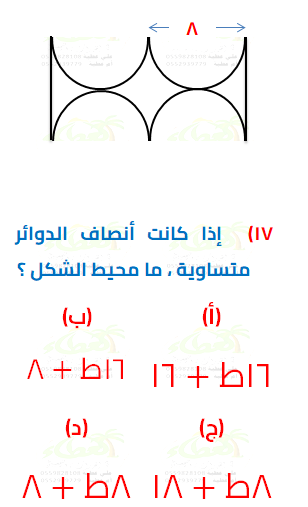 ٨
١٧) إذا كانت أنصاف الدوائر
متساوية ، ما محيط الشكل ؟
(أ) (ب)
١٦ط + ١٦ ١٦ط + ٨
(ج) (د)
٨ط + ١٨ ٨ط + ٨